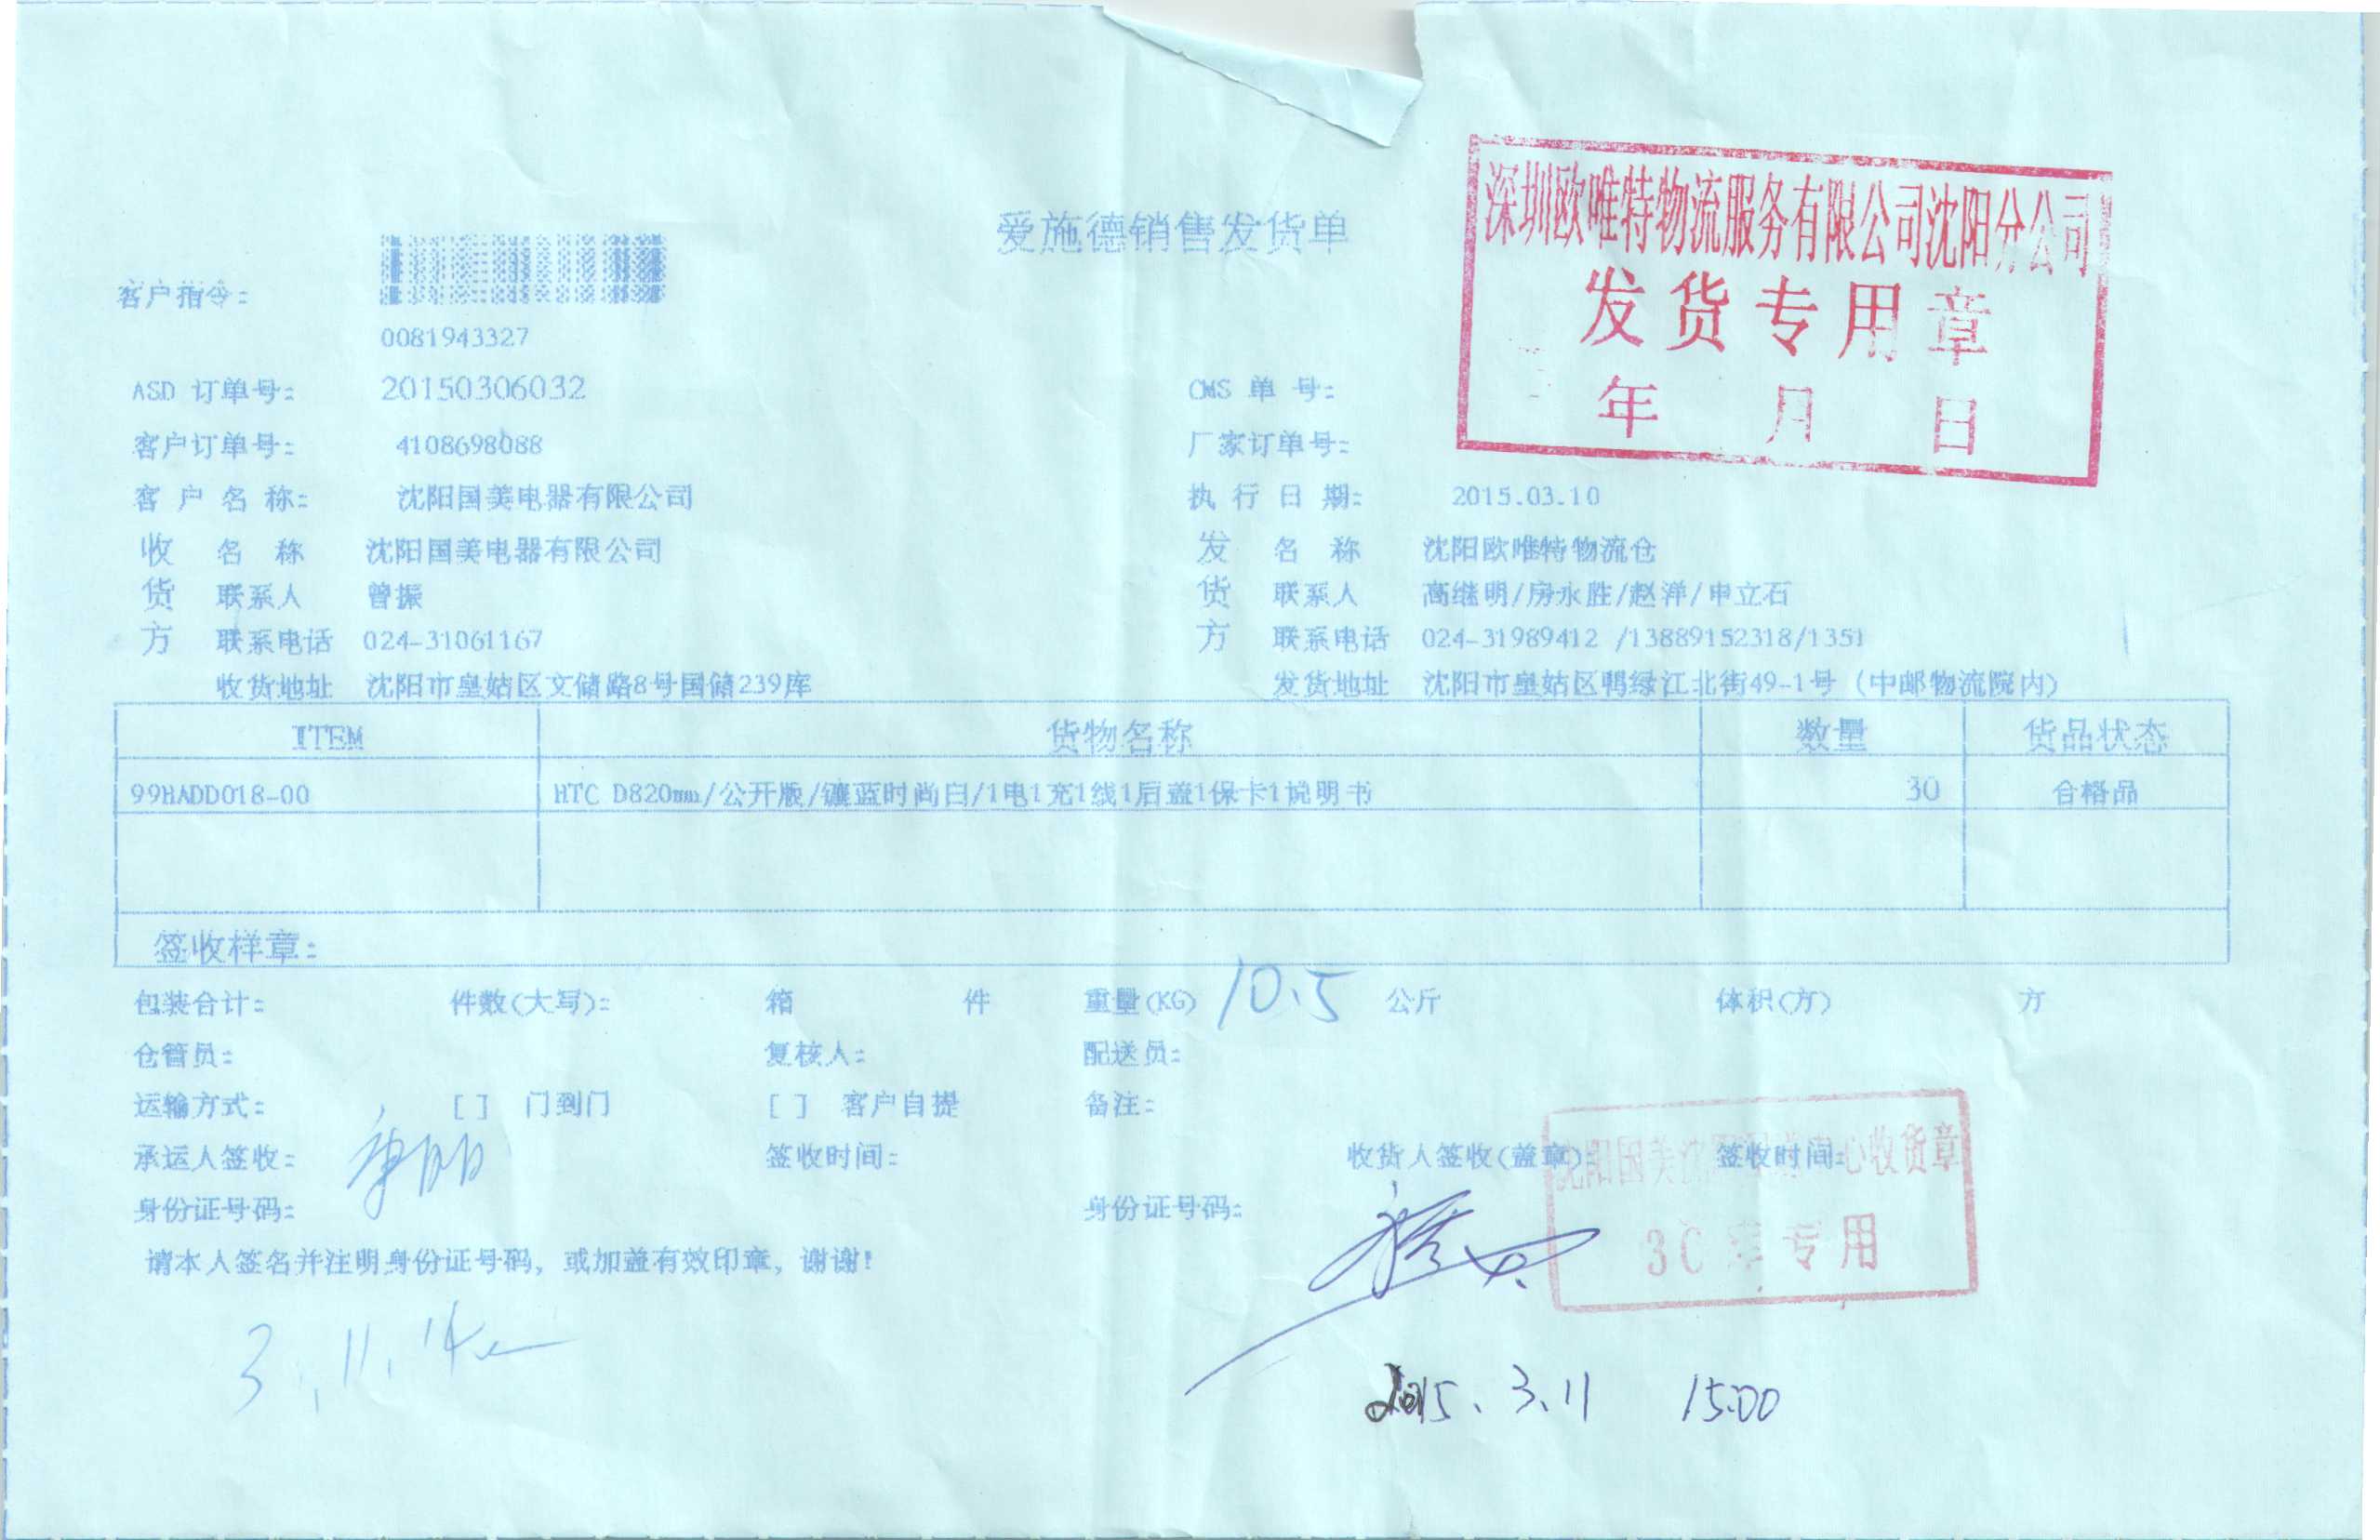 爱施德销售发货单
深圳欧唯特物流服务有限公司沈阳分公司
发货专用章
年 月 日
客户指令:
0081943327
ASD 订单号: 20150306032 CMS 单 号:
客户订单号: 4108698088 厂家订单号:
客 户 名 称: 沈阳国美电器有限公司 执 行 日 期: 2015.03.10
收 名 称 沈阳国美电器有限公司 发 名 称 沈阳欧唯特物流仓
货 联系人 曾振 货 联系人 高继明/房永胜/赵洋/申立石
方 联系电话 024-31061167 方 联系电话 024-31989412 /13889152318/1351
收货地址 沈阳市皇姑区文储路8号国储239库 发货地址 沈阳市皇姑区鸭绿江北街49-1号（中邮物流院内）
ITEM 货物名称 数量 货品状态
99HADD018-00 HTC D820mu/公开版/镶蓝时尚白/1电1充1线1后盖1保卡1说明书 30 合格品
签收样章:
包装合计: 件数(大写): 箱 件 重量(KG) 10.5 公斤 体积(方) 方
仓管员: 复核人: 配送员:
运输方式: [ ] 门到门 [ ] 客户自提 备注:
承运人签收: 签收时间: 收货人签收(盖章): 签收时间:
沈阳国美 心收货章
身份证号码: 身份证号码:
3C 专用
请本人签名并注明身份证号码，或加盖有效印章，谢谢！
3.11.14
2015.3.11 15:00